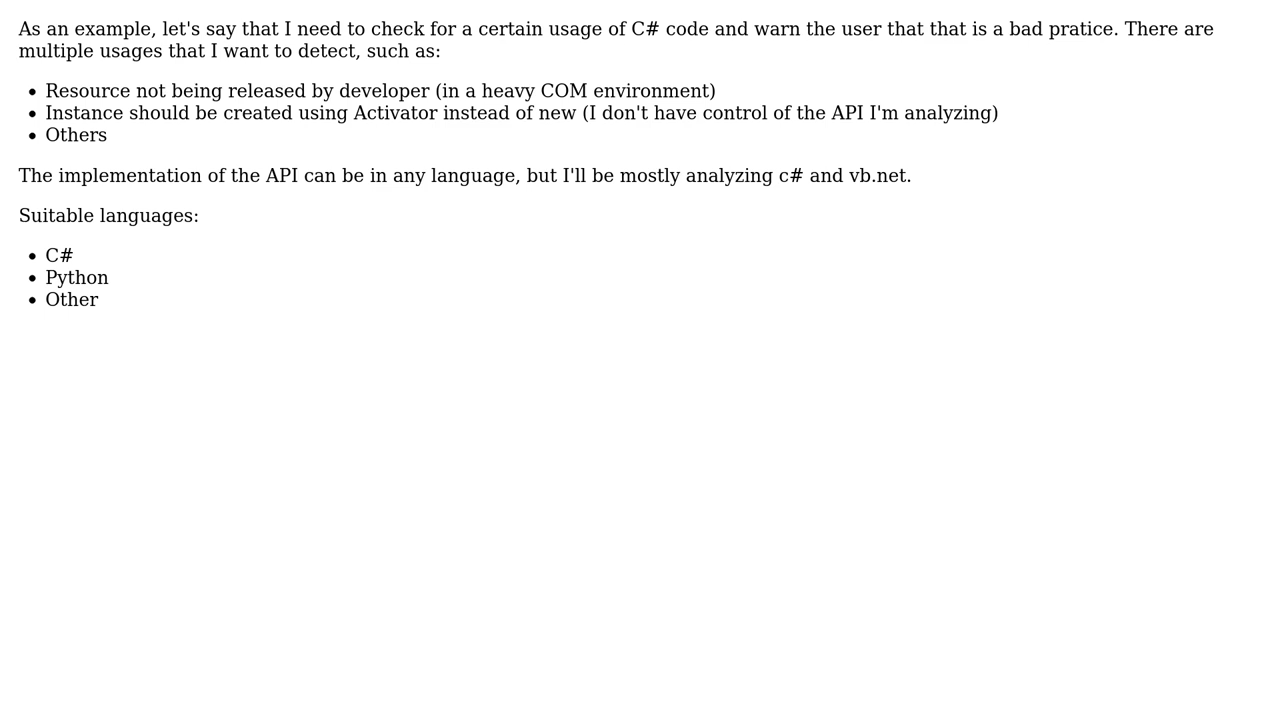 As an example, let's say that I need to check for a certain usage of C# code and warn the user that that is a bad pratice. There are
multiple usages that I want to detect, such as:
• Resource not being released by developer (in a heavy COM environment)
• Instance should be created using Activator instead of new (I don't have control of the API I'm analyzing)
• Others
The implementation of the API can be in any language, but I'll be mostly analyzing c# and vb.net.
Suitable languages:
• C#
• Python
• Other